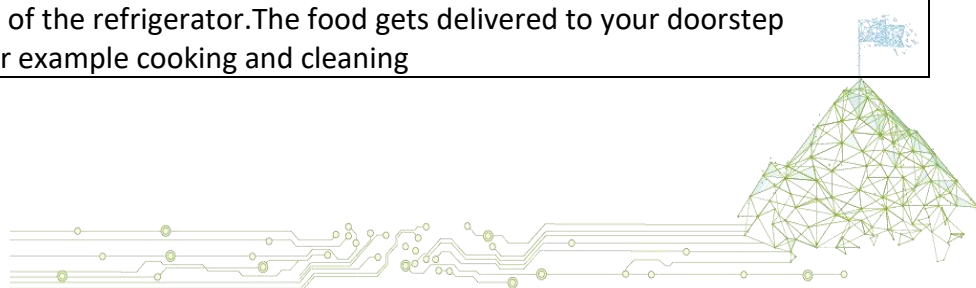 of the refrigerator.The food gets delivered to your doorstep
r example cooking and cleaning